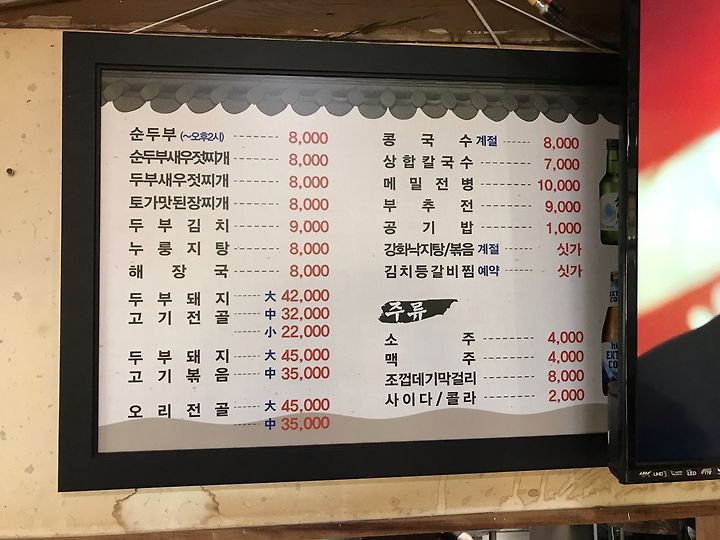 순두부 (~오후2시) 8,000
순두부새우젓찌개 8,000
두부새우젓찌개 8,000
토가맛된장찌개 8,000
두부김치 9,000
누룽지탕 8,000
해장국 8,000
두부돼지 大 42,000
고기전골 中 32,000
小 22,000
두부돼지 大 45,000
고기볶음 中 35,000
오리전골 大 45,000
中 35,000
콩국수 계절 8,000
상합칼국수 7,000
메밀전병 10,000
부추전 9,000
공기밥 1,000
강화낙지탕/볶음 계절 싯가
김치등갈비찜 예약 싯가
주류
소주 4,000
맥주 4,000
조껍데기막걸리 8,000
사이다/콜라 2,000
UHD
LED